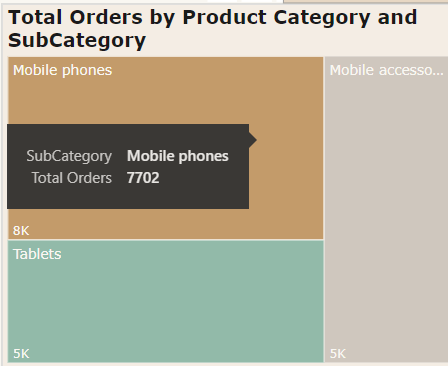 Total Orders by Product Category and
SubCategory
Mobile phones
Mobile accesso...
SubCategory Mobile phones
Total Orders 7702
8K
Tablets
5K
5K